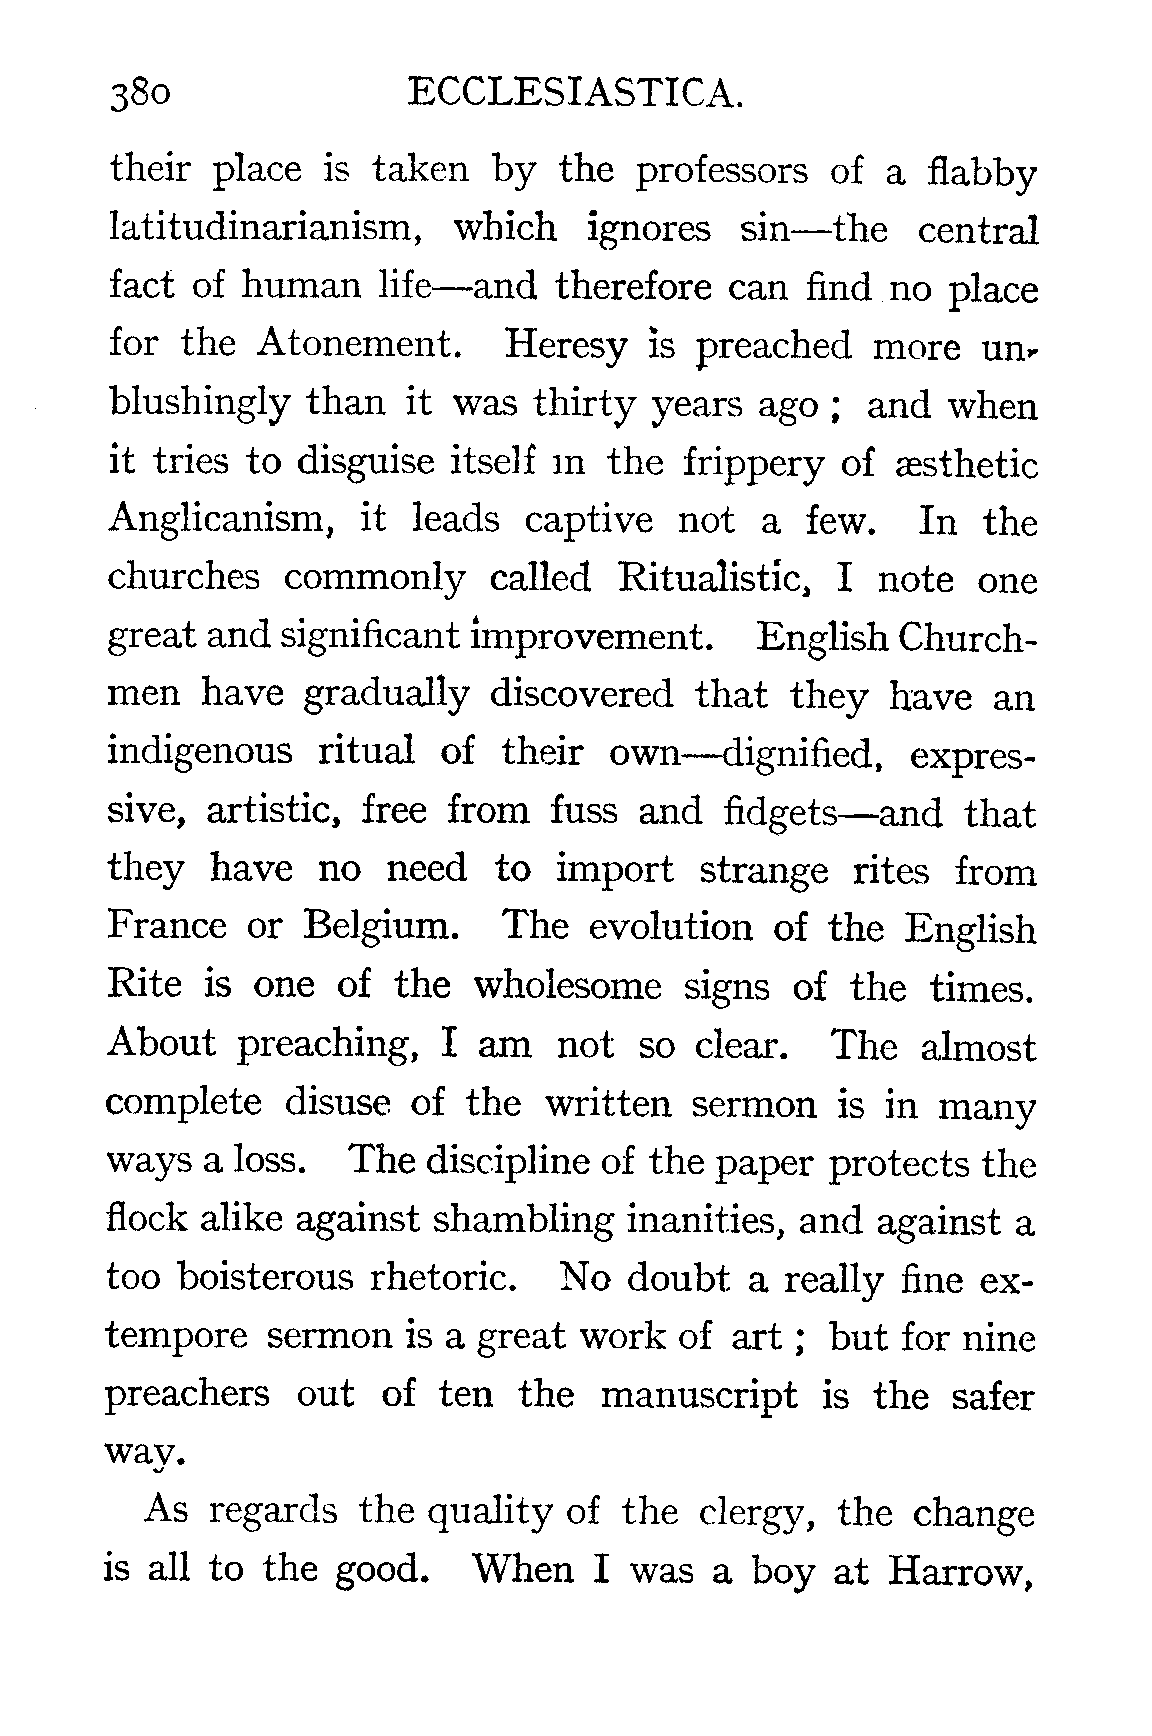 380 ECCLESIASTICA.
their place is taken by the professors of a flabby
latitudinarianism, which ignores sin—the central
fact of human life—and therefore can find no place
for the Atonement. Heresy is preached more un-
blushingly than it was thirty years ago ; and when
it tries to disguise itself in the frippery of æsthetic
Anglicanism, it leads captive not a few. In the
churches commonly called Ritualistic, I note one
great and significant improvement. English Church-
men have gradually discovered that they have an
indigenous ritual of their own—dignified, expres-
sive, artistic, free from fuss and fidgets—and that
they have no need to import strange rites from
France or Belgium. The evolution of the English
Rite is one of the wholesome signs of the times.
About preaching, I am not so clear. The almost
complete disuse of the written sermon is in many
ways a loss. The discipline of the paper protects the
flock alike against shambling inanities, and against a
too boisterous rhetoric. No doubt a really fine ex-
tempore sermon is a great work of art ; but for nine
preachers out of ten the manuscript is the safer
way.
As regards the quality of the clergy, the change
is all to the good. When I was a boy at Harrow,